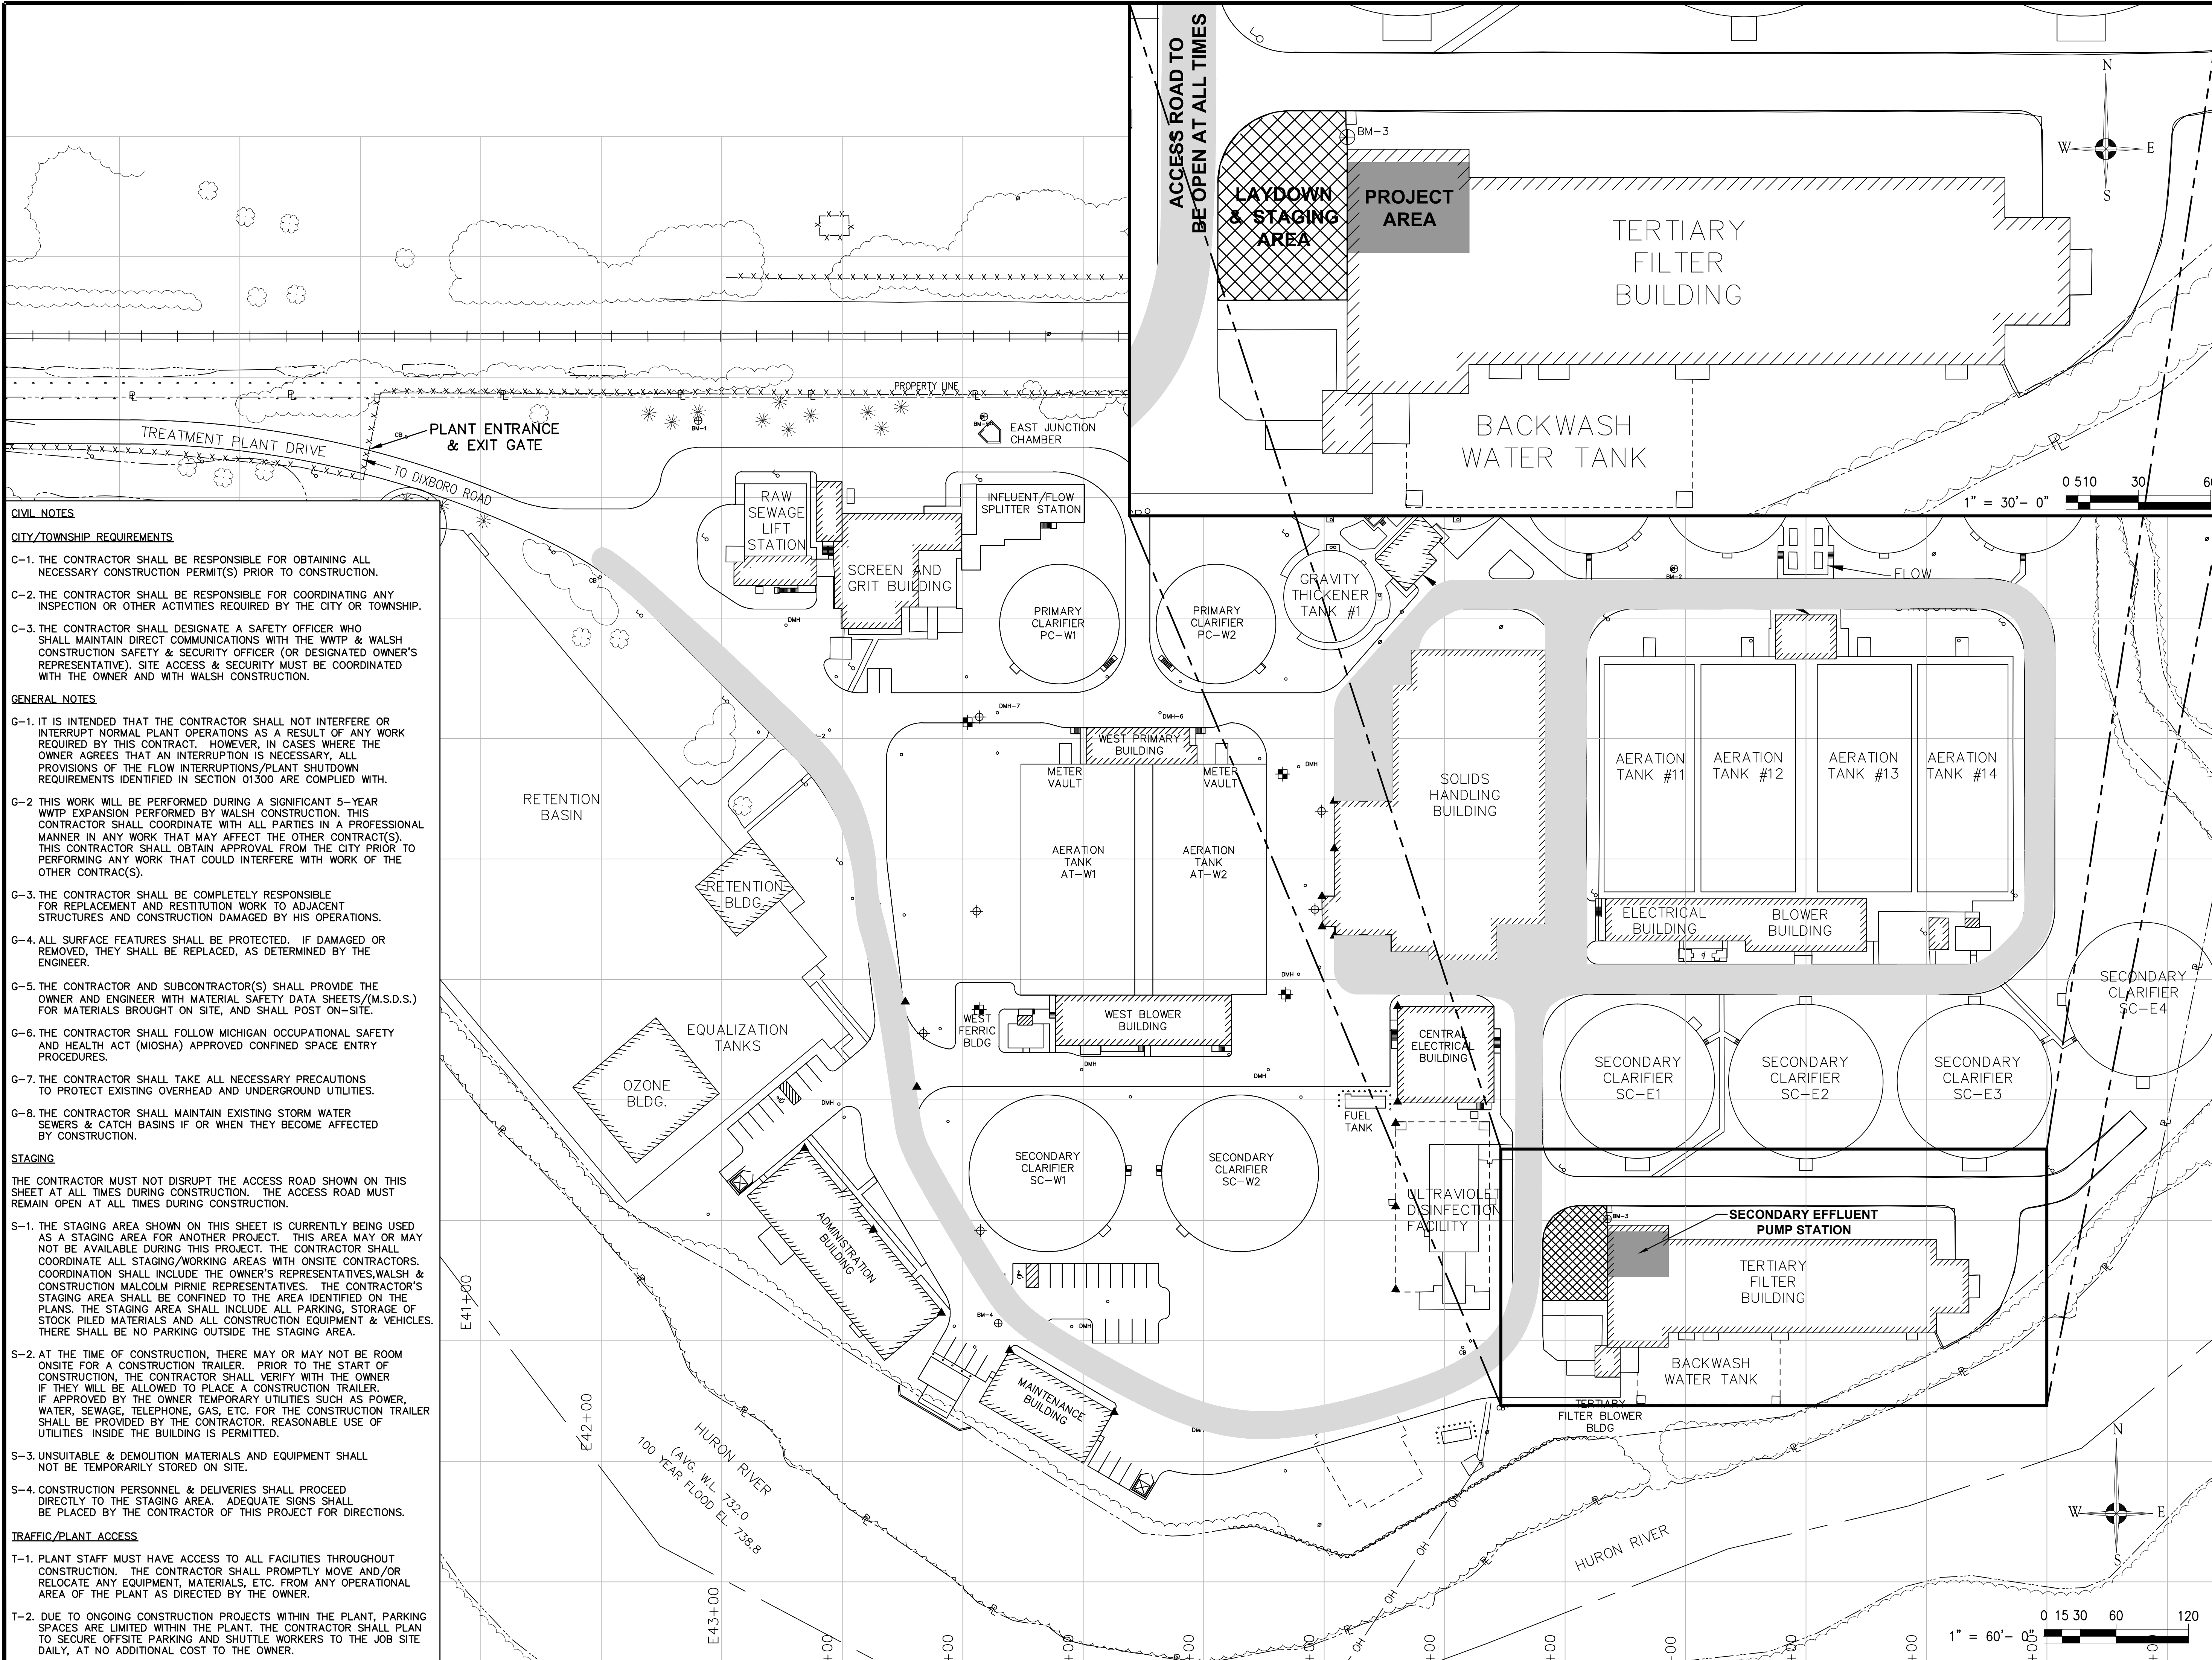 CIVIL NOTES
CITY/TOWNSHIP REQUIREMENTS
C-1. THE CONTRACTOR SHALL BE RESPONSIBLE FOR OBTAINING ALL
NECESSARY CONSTRUCTION PERMIT(S) PRIOR TO CONSTRUCTION.
C-2. THE CONTRACTOR SHALL BE RESPONSIBLE FOR COORDINATING ANY
INSPECTION OR OTHER ACTIVITIES REQUIRED BY THE CITY OR TOWNSHIP.
C-3. THE CONTRACTOR SHALL DESIGNATE A SAFETY OFFICER WHO
SHALL MAINTAIN DIRECT COMMUNICATIONS WITH THE WWTP & WALSH
CONSTRUCTION SAFETY & SECURITY OFFICER (OR DESIGNATED OWNER'S
REPRESENTATIVE). SITE ACCESS & SECURITY MUST BE COORDINATED
WITH THE OWNER AND WITH WALSH CONSTRUCTION.
GENERAL NOTES
G-1. IT IS INTENDED THAT THE CONTRACTOR SHALL NOT INTERFERE OR
INTERRUPT NORMAL PLANT OPERATIONS AS A RESULT OF ANY WORK
REQUIRED BY THIS CONTRACT. HOWEVER, IN CASES WHERE THE
OWNER AGREES THAT AN INTERRUPTION IS NECESSARY, ALL
PROVISIONS OF THE FLOW INTERRUPTIONS/PLANT SHUTDOWN
REQUIREMENTS IDENTIFIED IN SECTION 01300 ARE COMPLIED WITH.
G-2 THIS WORK WILL BE PERFORMED DURING A SIGNIFICANT 5-YEAR
WWTP EXPANSION PERFORMED BY WALSH CONSTRUCTION. THIS
CONTRACTOR SHALL COORDINATE WITH ALL PARTIES IN A PROFESSIONAL
MANNER IN ANY WORK THAT MAY AFFECT THE OTHER CONTRACT(S).
THIS CONTRACTOR SHALL OBTAIN APPROVAL FROM THE CITY PRIOR TO
PERFORMING ANY WORK THAT COULD INTERFERE WITH WORK OF THE
OTHER CONTRAC(S).
G-3. THE CONTRACTOR SHALL BE COMPLETELY RESPONSIBLE
FOR REPLACEMENT AND RESTITUTION WORK TO ADJACENT
STRUCTURES AND CONSTRUCTION DAMAGED BY HIS OPERATIONS.
G-4. ALL SURFACE FEATURES SHALL BE PROTECTED. IF DAMAGED OR
REMOVED, THEY SHALL BE REPLACED, AS DETERMINED BY THE
ENGINEER.
G-5. THE CONTRACTOR AND SUBCONTRACTOR(S) SHALL PROVIDE THE
OWNER AND ENGINEER WITH MATERIAL SAFETY DATA SHEETS/(M.S.D.S.)
FOR MATERIALS BROUGHT ON SITE, AND SHALL POST ON-SITE.
G-6. THE CONTRACTOR SHALL FOLLOW MICHIGAN OCCUPATIONAL SAFETY
AND HEALTH ACT (MIOSHA) APPROVED CONFINED SPACE ENTRY
PROCEDURES.
G-7. THE CONTRACTOR SHALL TAKE ALL NECESSARY PRECAUTIONS
TO PROTECT EXISTING OVERHEAD AND UNDERGROUND UTILITIES.
G-8. THE CONTRACTOR SHALL MAINTAIN EXISTING STORM WATER
SEWERS & CATCH BASINS IF OR WHEN THEY BECOME AFFECTED
BY CONSTRUCTION.
STAGING
THE CONTRACTOR MUST NOT DISRUPT THE ACCESS ROAD SHOWN ON THIS
SHEET AT ALL TIMES DURING CONSTRUCTION. THE ACCESS ROAD MUST
REMAIN OPEN AT ALL TIMES DURING CONSTRUCTION.
S-1. THE STAGING AREA SHOWN ON THIS SHEET IS CURRENTLY BEING USED
AS A STAGING AREA FOR ANOTHER PROJECT. THIS AREA MAY OR MAY
NOT BE AVAILABLE DURING THIS PROJECT. THE CONTRACTOR SHALL
COORDINATE ALL STAGING/WORKING AREAS WITH ONSITE CONTRACTORS.
COORDINATION SHALL INCLUDE THE OWNER'S REPRESENTATIVES,WALSH &
CONSTRUCTION MALCOLM PIRNIE REPRESENTATIVES. THE CONTRACTOR'S
STAGING AREA SHALL BE CONFINED TO THE AREA IDENTIFIED ON THE
PLANS. THE STAGING AREA SHALL INCLUDE ALL PARKING, STORAGE OF
STOCK PILED MATERIALS AND ALL CONSTRUCTION EQUIPMENT & VEHICLES.
THERE SHALL BE NO PARKING OUTSIDE THE STAGING AREA.
S-2. AT THE TIME OF CONSTRUCTION, THERE MAY OR MAY NOT BE ROOM
ONSITE FOR A CONSTRUCTION TRAILER. PRIOR TO THE START OF
CONSTRUCTION, THE CONTRACTOR SHALL VERIFY WITH THE OWNER
IF THEY WILL BE ALLOWED TO PLACE A CONSTRUCTION TRAILER.
IF APPROVED BY THE OWNER TEMPORARY UTILITIES SUCH AS POWER,
WATER, SEWAGE, TELEPHONE, GAS, ETC. FOR THE CONSTRUCTION TRAILER
SHALL BE PROVIDED BY THE CONTRACTOR. REASONABLE USE OF
UTILITIES INSIDE THE BUILDING IS PERMITTED.
S-3. UNSUITABLE & DEMOLITION MATERIALS AND EQUIPMENT SHALL
NOT BE TEMPORARILY STORED ON SITE.
S-4. CONSTRUCTION PERSONNEL & DELIVERIES SHALL PROCEED
DIRECTLY TO THE STAGING AREA. ADEQUATE SIGNS SHALL
BE PLACED BY THE CONTRACTOR OF THIS PROJECT FOR DIRECTIONS.
TRAFFIC/PLANT ACCESS
T-1. PLANT STAFF MUST HAVE ACCESS TO ALL FACILITIES THROUGHOUT
CONSTRUCTION. THE CONTRACTOR SHALL PROMPTLY MOVE AND/OR
RELOCATE ANY EQUIPMENT, MATERIALS, ETC. FROM ANY OPERATIONAL
AREA OF THE PLANT AS DIRECTED BY THE OWNER.
T-2. DUE TO ONGOING CONSTRUCTION PROJECTS WITHIN THE PLANT, PARKING
SPACES ARE LIMITED WITHIN THE PLANT. THE CONTRACTOR SHALL PLAN
TO SECURE OFFSITE PARKING AND SHUTTLE WORKERS TO THE JOB SITE
DAILY, AT NO ADDITIONAL COST TO THE OWNER.
ACCESS ROAD TO
BE OPEN AT ALL TIMES
LAYDOWN
& STAGING
AREA
PROJECT
AREA
BM-3
TERTIARY
FILTER
BUILDING
BACKWASH
WATER TANK
N
W
E
S
0 510 30
1" = 30'- 0"
PROPERTY LINE
TREATMENT PLANT DRIVE
PLANT ENTRANCE
& EXIT GATE
TO DIXBORO ROAD
CB
BM-1
EAST JUNCTION
CHAMBER
RAW
SEWAGE
LIFT
STATION
SCREEN AND
GRIT BUILDING
INFLUENT/FLOW
SPLITTER STATION
PRIMARY
CLARIFIER
PC-W1
PRIMARY
CLARIFIER
PC-W2
GRAVITY
THICKENER
TANK #1
BM-2
FLOW
CB
DMH
DMH-7
DMH-6
WEST PRIMARY
BUILDING
METER
VAULT
METER
VAULT
DMH
AERATION
TANK
AT-W1
AERATION
TANK
AT-W2
SOLIDS
HANDLING
BUILDING
AERATION
TANK #11
AERATION
TANK #12
AERATION
TANK #13
AERATION
TANK #14
ELECTRICAL
BUILDING
BLOWER
BUILDING
RETENTION
BASIN
RETENTION
BLDG.
EQUALIZATION
TANKS
OZONE
BLDG.
DMH
WEST
FERRIC
BLDG
WEST BLOWER
BUILDING
DMH
DMH
DMH
CENTRAL
ELECTRICAL
BUILDING
FUEL
TANK
SECONDARY
CLARIFIER
SC-E1
SECONDARY
CLARIFIER
SC-E2
SECONDARY
CLARIFIER
SC-E3
SECONDARY
CLARIFIER
SC-E4
SECONDARY
CLARIFIER
SC-W1
SECONDARY
CLARIFIER
SC-W2
ULTRAVIOLET
DISINFECTION
FACILITY
ADMINISTRATION
BUILDING
MAINTENANCE
BUILDING
BM-4
DMH
CB
BM-3
SECONDARY EFFLUENT
PUMP STATION
TERTIARY
FILTER
BUILDING
BACKWASH
WATER TANK
CB
TERTIARY
FILTER BLOWER
BLDG
E41+00
E42+00
E43+00
HURON RIVER
(AVG. W.L. 732.0
100 YEAR FLOOD EL. 738.8
OH
OH
OH
OH
HURON RIVER
N
W
E
S
0 15 30 60 120
1" = 60'- 0"